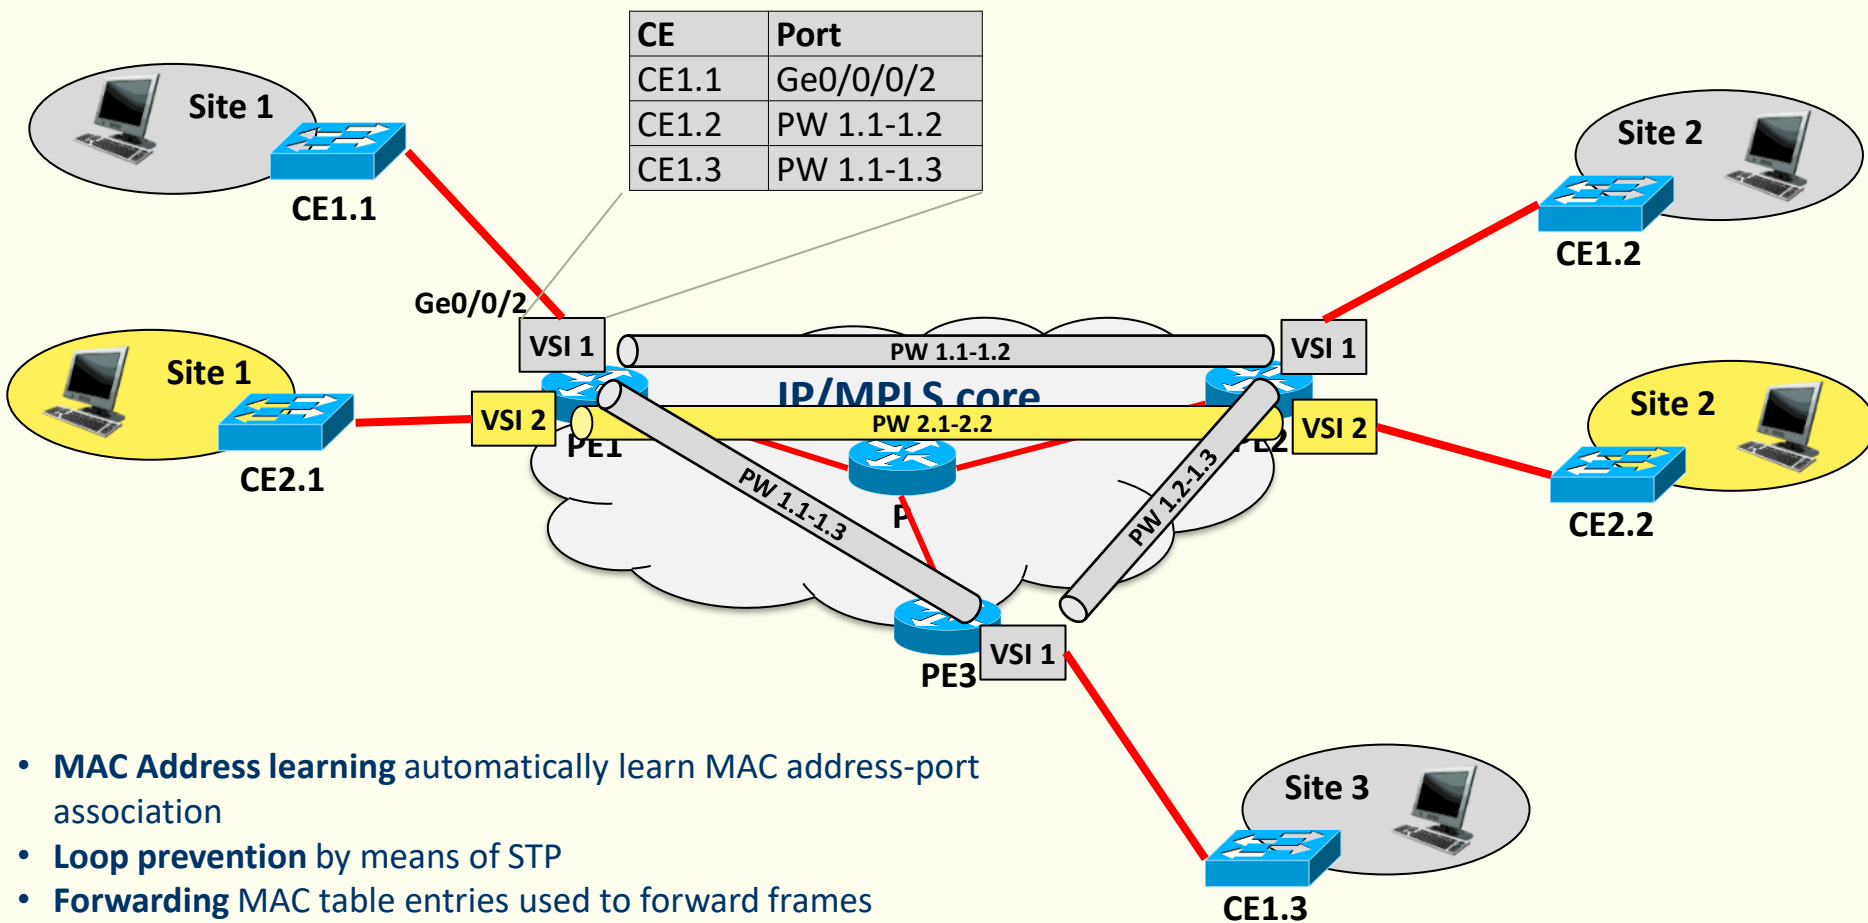 CE Port
CE1.1 Ge0/0/0/2
CE1.2 PW 1.1-1.2
CE1.3 PW 1.1-1.3
Site 1
CE1.1
Site 2
CE1.2
Ge0/0/2
VSI 1
PW 1.1-1.2
VSI 1
IP/MPLS core
Site 1
CE2.1
VSI 2
PW 2.1-2.2
VSI 2
Site 2
CE2.2
PE1
PE2
P
PW 1.1-1.3
PW 1.2-1.3
PE3
VSI 1
Site 3
CE1.3
• MAC Address learning automatically learn MAC address-port
association
• Loop prevention by means of STP
• Forwarding MAC table entries used to forward frames